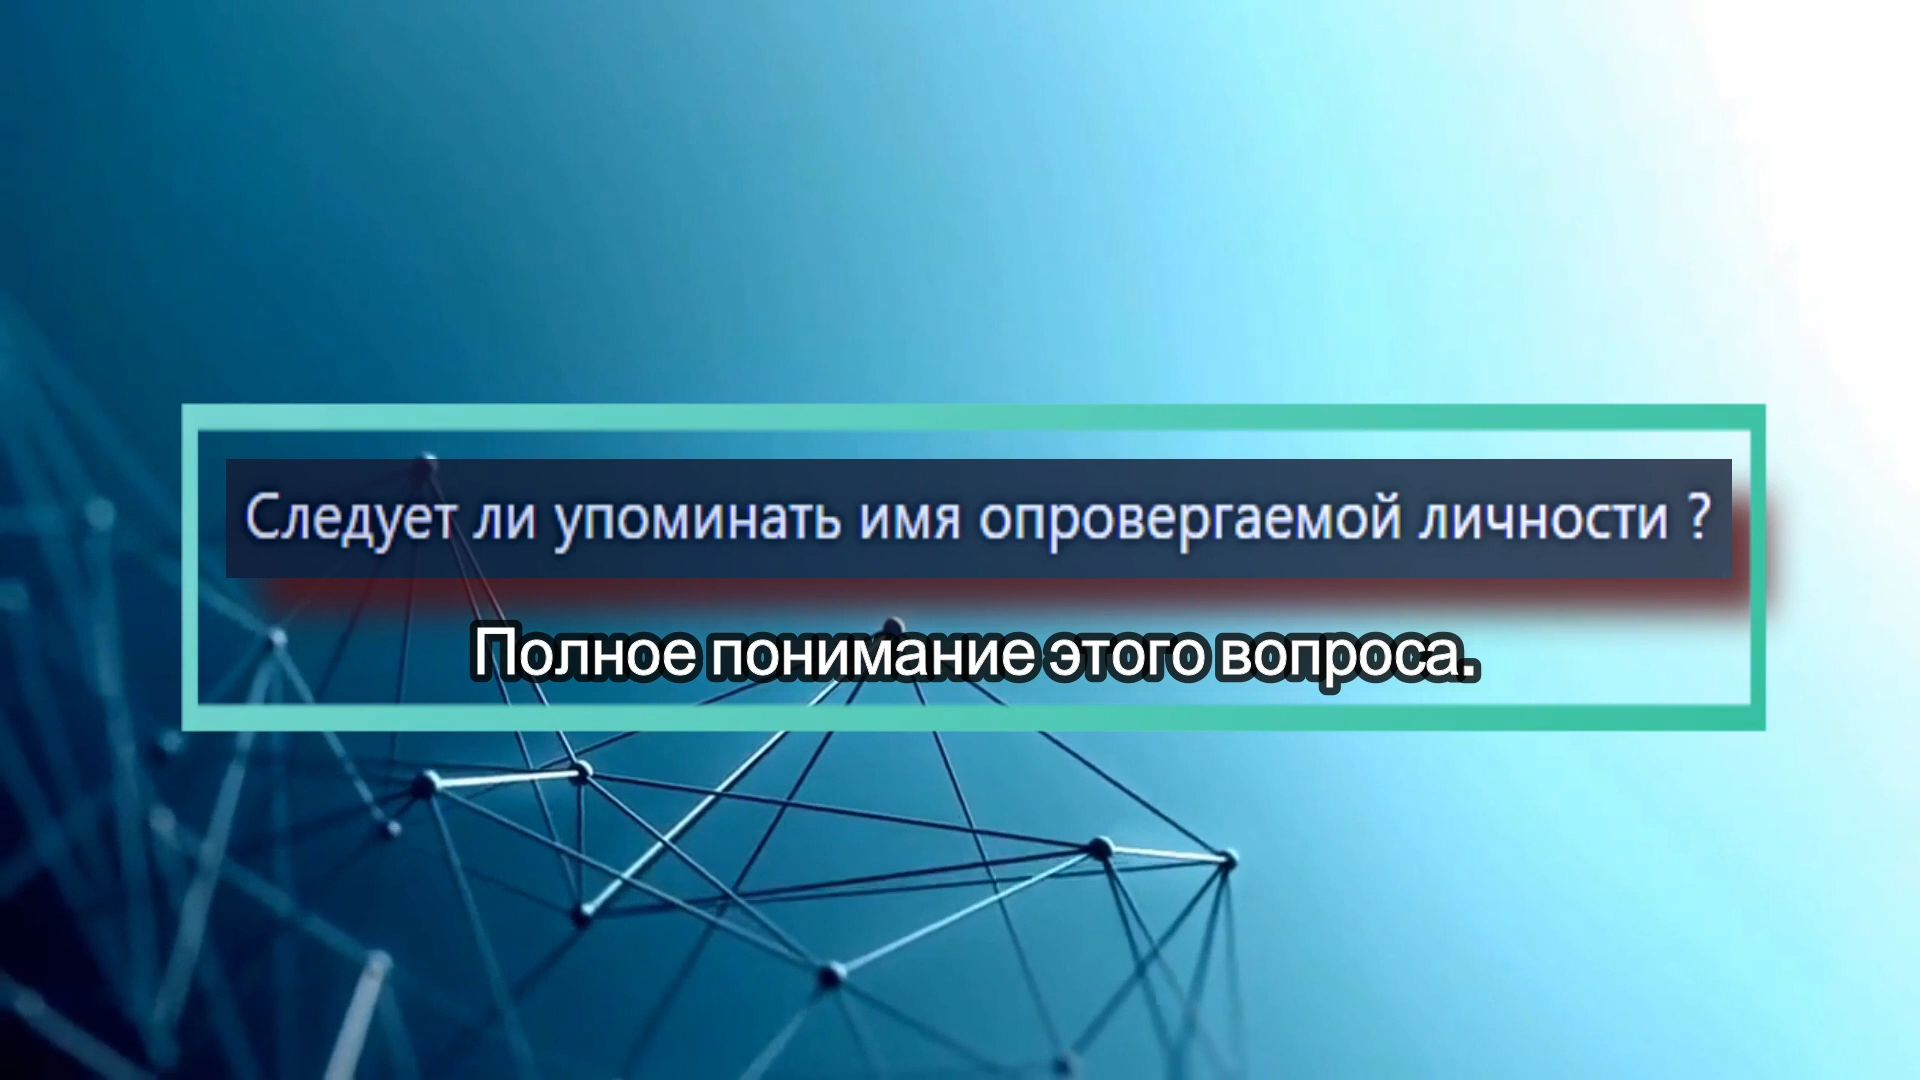 Следует ли упоминать имя опровергаемой личности ?
Полное понимание этого вопроса.